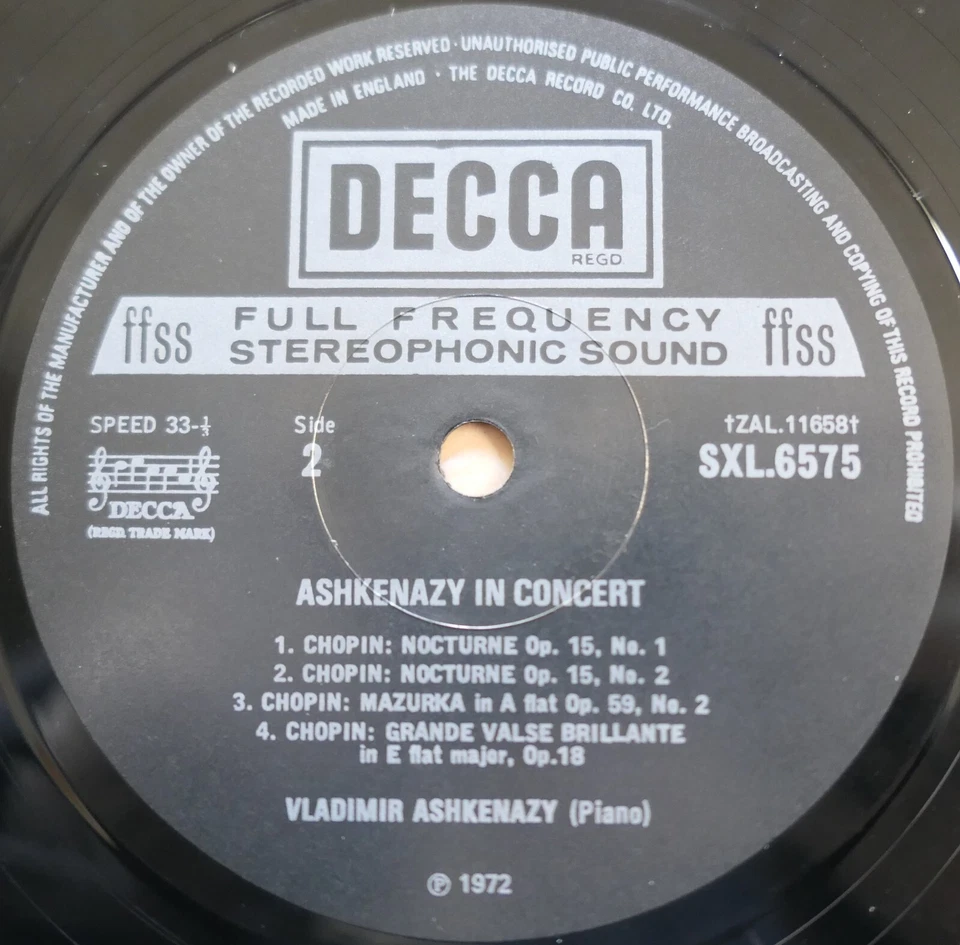 ALL RIGHTS OF THE MANUFACTURER AND OF THE OWNER OF THE RECORDED WORK RESERVED · UNAUTHORISED PUBLIC PERFORMANCE BROADCASTING AND COPYING OF THIS RECORD PROHIBITED
MADE IN ENGLAND · THE DECCA RECORD CO. LTD.
DECCA
REGD
ffss FULL FREQUENCY STEREOPHONIC SOUND ffss
SPEED 33-⅓
Side
2
†ZAL.11658†
SXL.6575
DECCA
(REGD. TRADE MARK)
ASHKENAZY IN CONCERT
1. CHOPIN: NOCTURNE Op. 15, No. 1
2. CHOPIN: NOCTURNE Op. 15, No. 2
3. CHOPIN: MAZURKA in A flat Op. 59, No. 2
4. CHOPIN: GRANDE VALSE BRILLANTE
in E flat major, Op.18
VLADIMIR ASHKENAZY (Piano)
℗ 1972